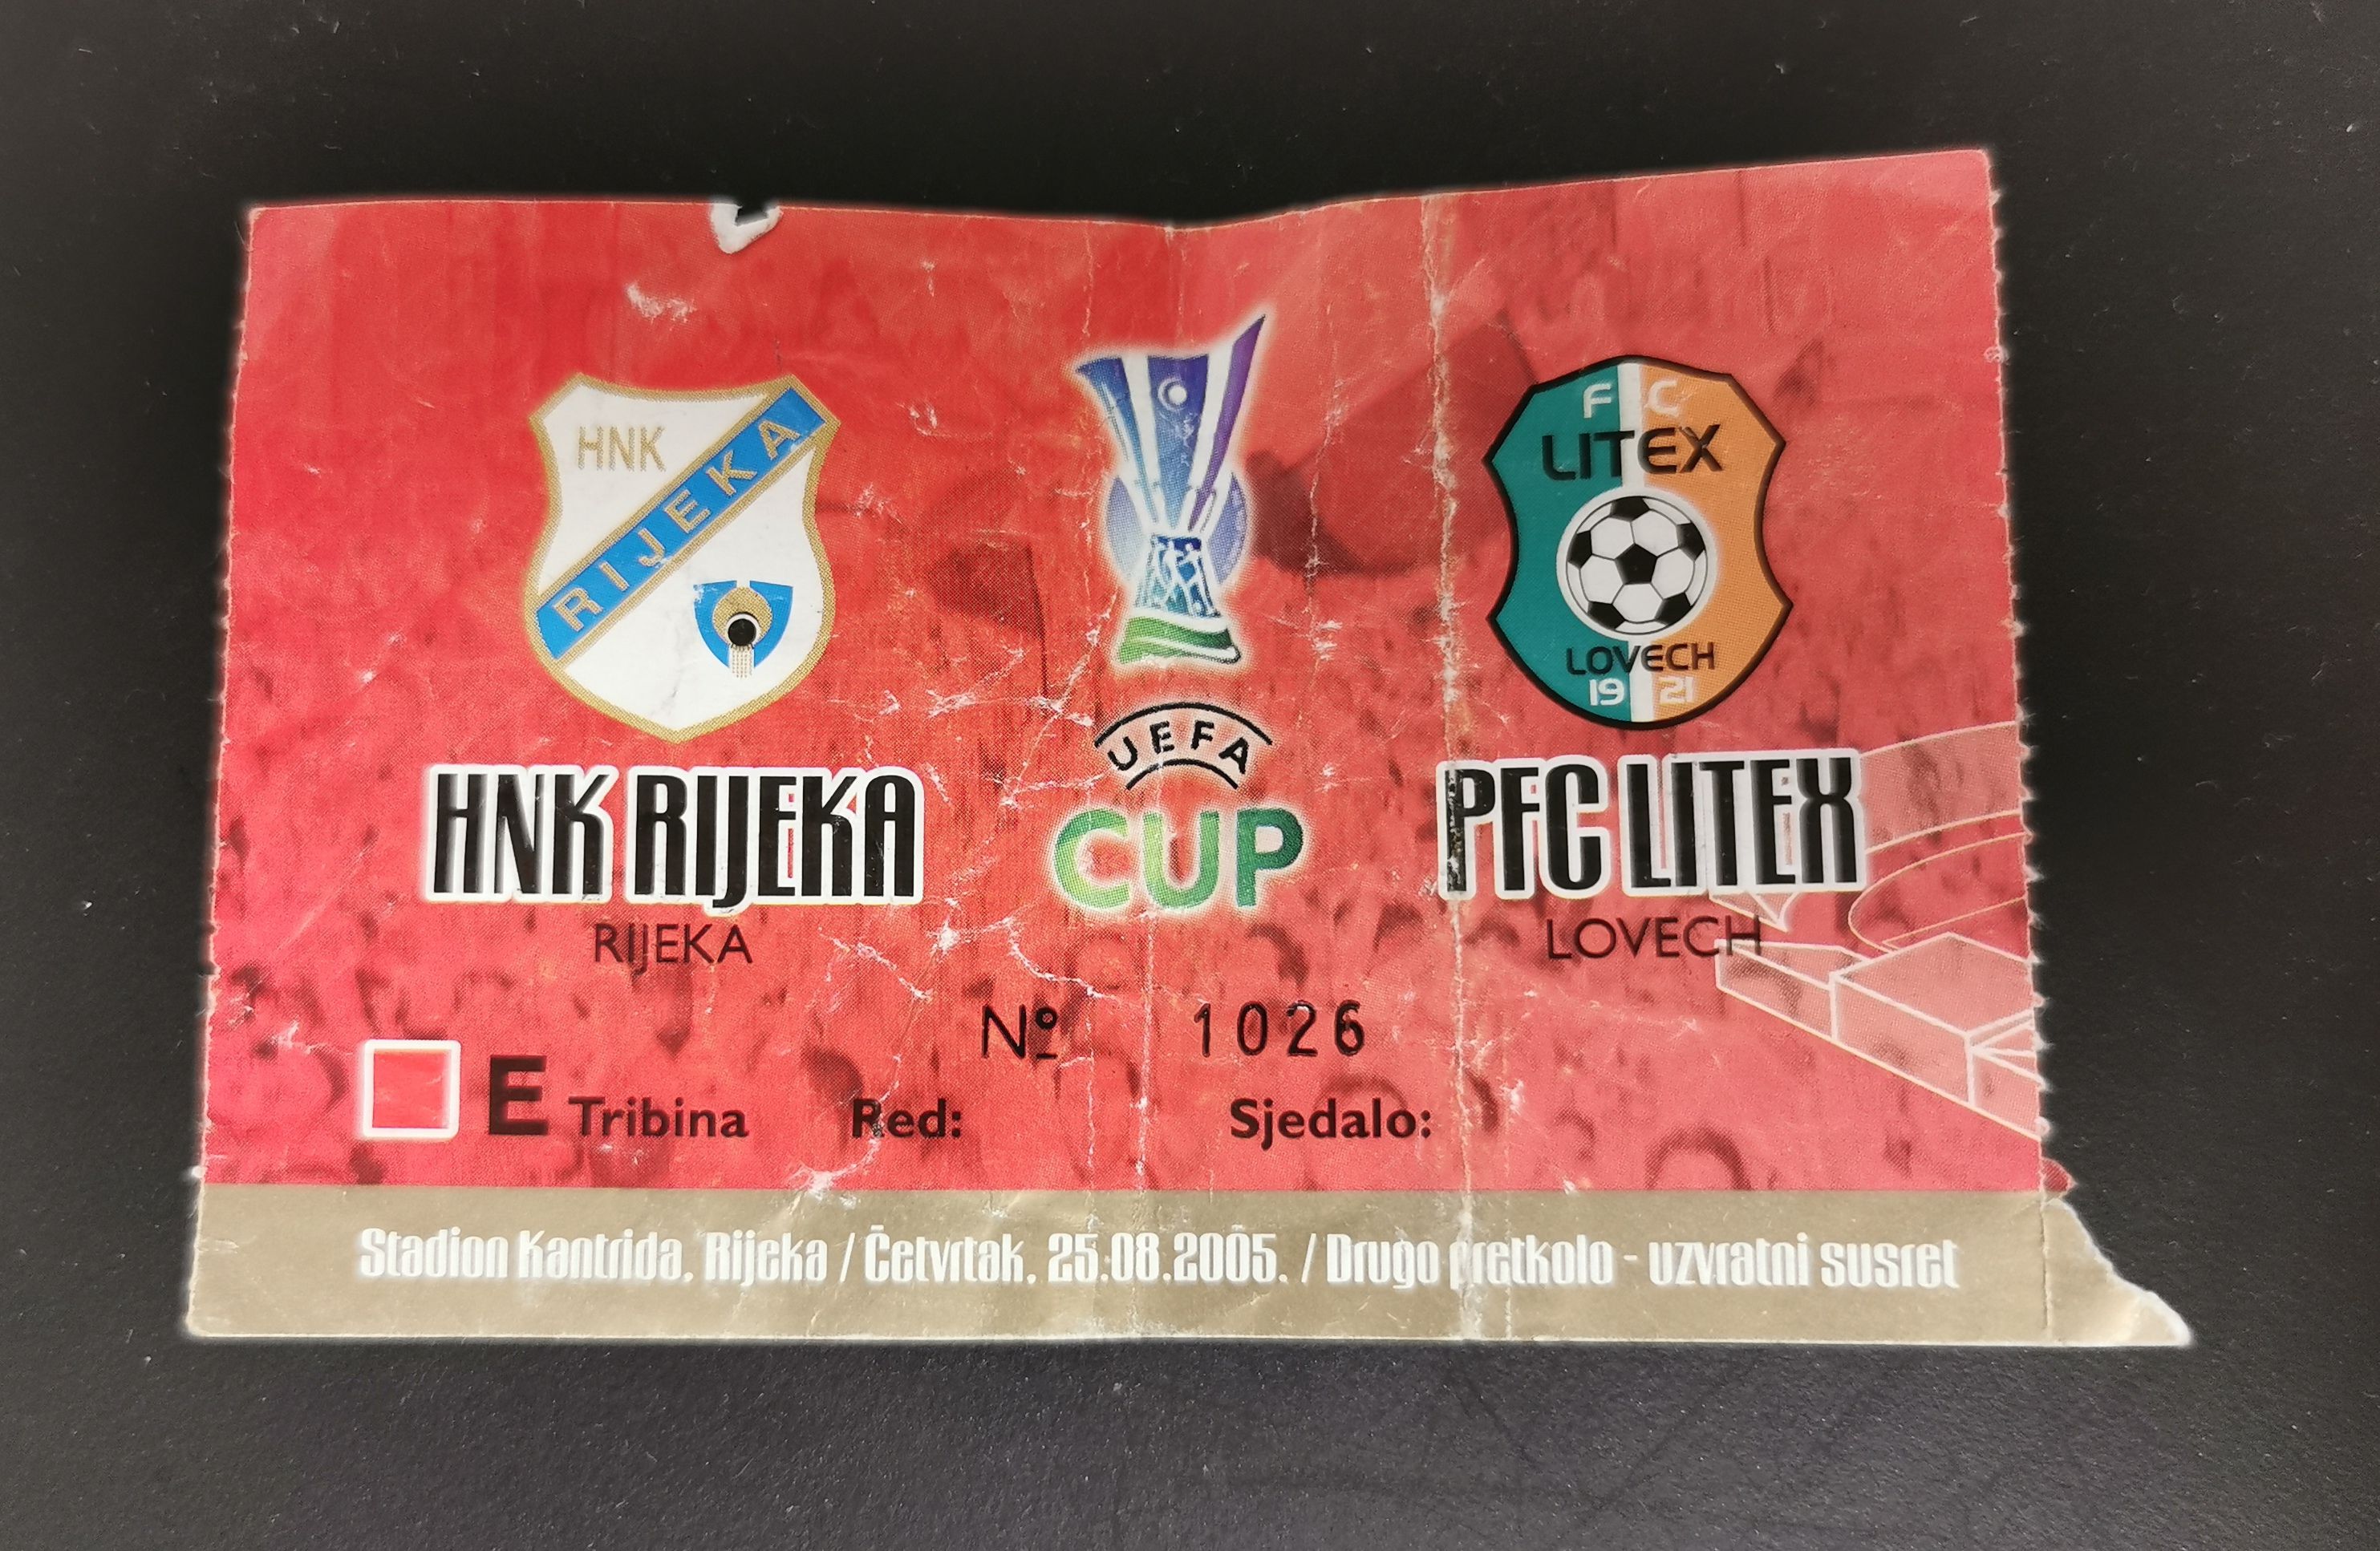 HNK
RIJEKA
F C
LITEX
LOVECH
19 21
UEFA
CUP
HNK RIJEKA
RIJEKA
PFC LITEX
LOVECH
Nº 1026
E Tribina Red: Sjedalo:
Stadion Kantrida, Rijeka / Četvrtak, 25.08.2005. / Drugo pretkolo - uzvratni susret